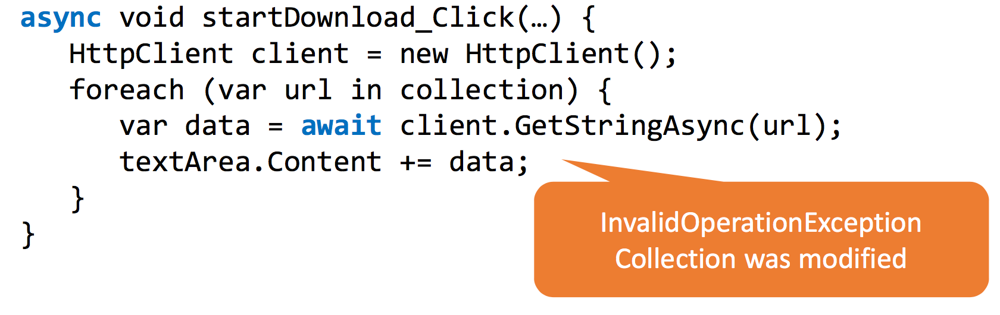 async void startDownload_Click(…) {
HttpClient client = new HttpClient();
foreach (var url in collection) {
var data = await client.GetStringAsync(url);
textArea.Content += data;
}
}
InvalidOperationException
Collection was modified